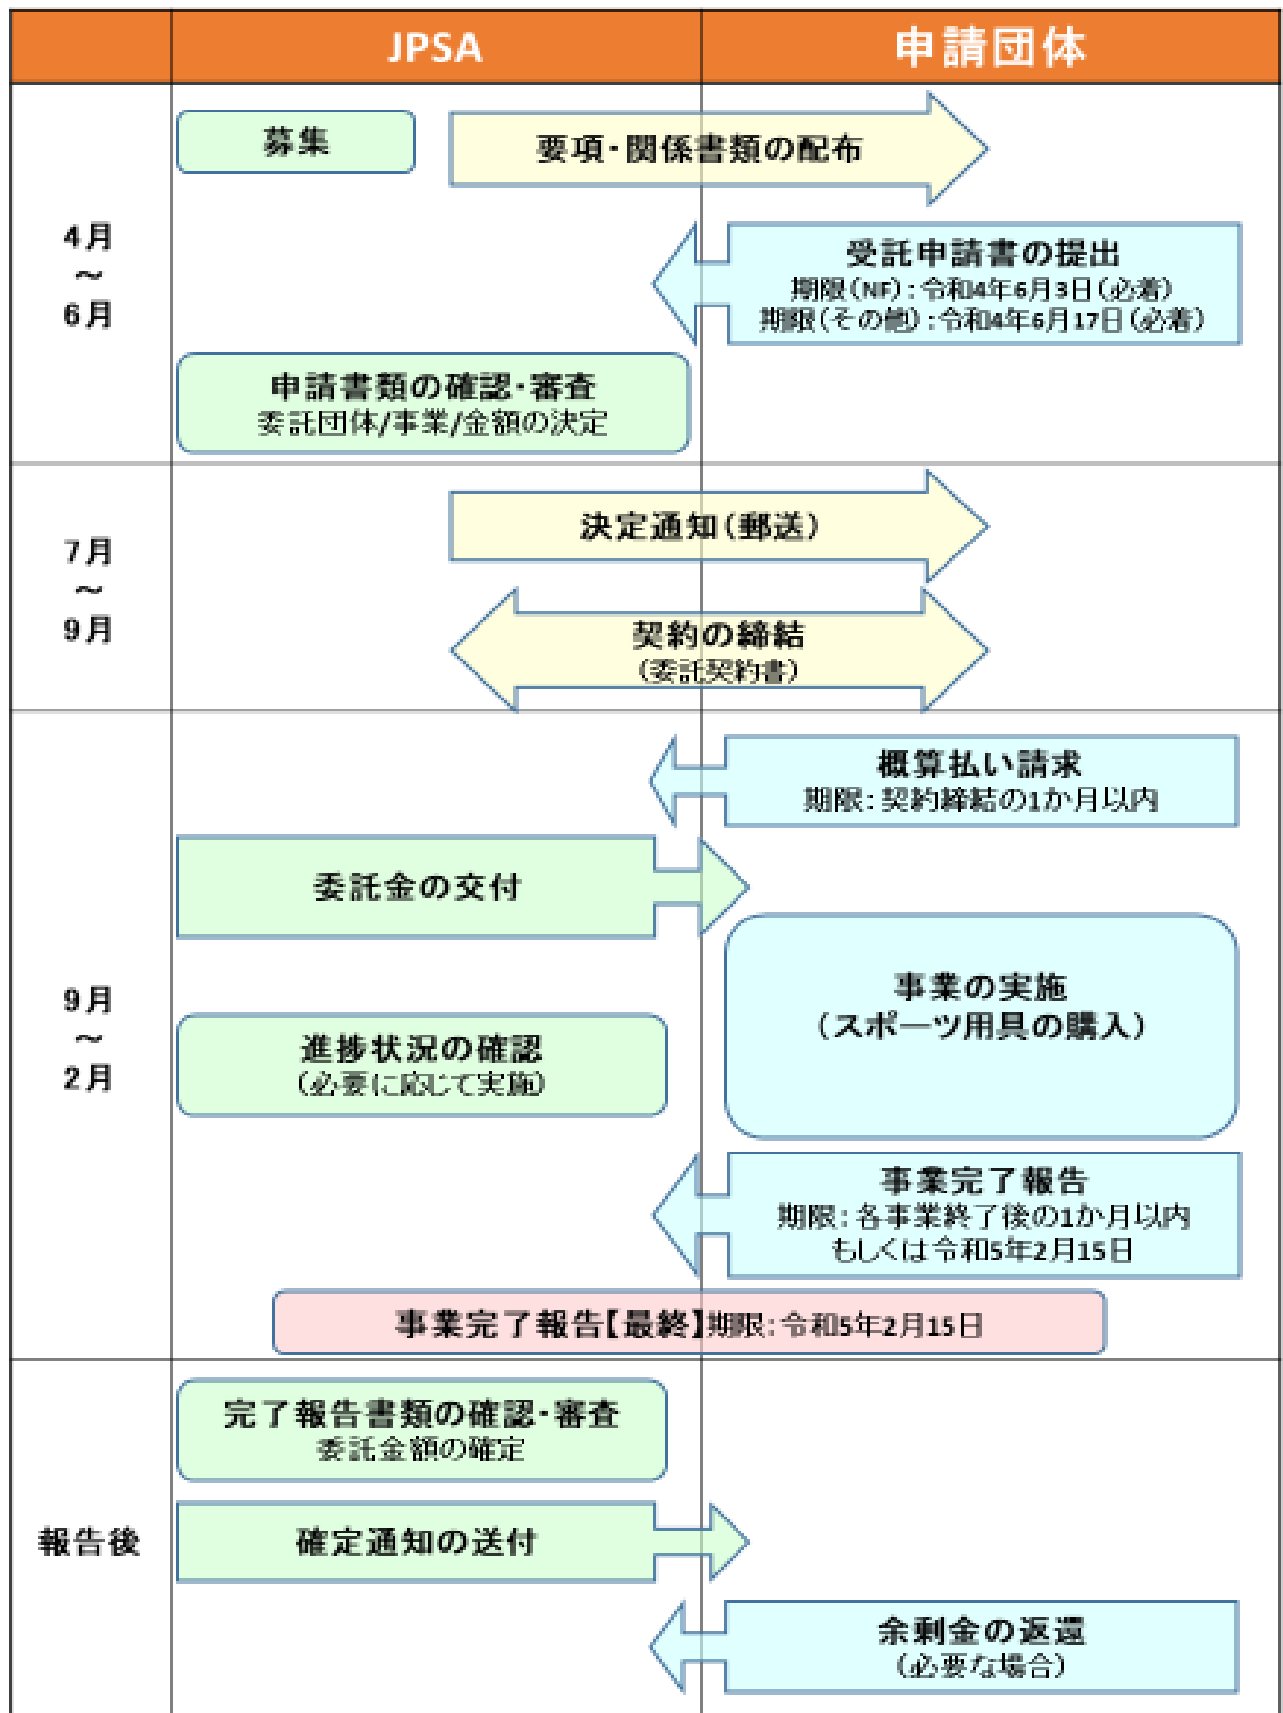 JPSA
申請団体
4月
～
6月
募集
要項・関係書類の配布
受託申請書の提出
期限(NF)：令和4年6月3日(必着)
期限(その他)：令和4年6月17日(必着)
申請書類の確認・審査
委託団体/事業/金額の決定
7月
～
9月
決定通知(郵送)
契約の締結
(委託契約書)
9月
～
2月
概算払い請求
期限：契約締結の1か月以内
委託金の交付
事業の実施
(スポーツ用具の購入)
進捗状況の確認
(必要に応じて実施)
事業完了報告
期限：各事業終了後の1か月以内
もしくは令和5年2月15日
事業完了報告【最終】期限：令和5年2月15日
報告後
完了報告書類の確認・審査
委託金額の確定
確定通知の送付
余剰金の返還
(必要な場合)